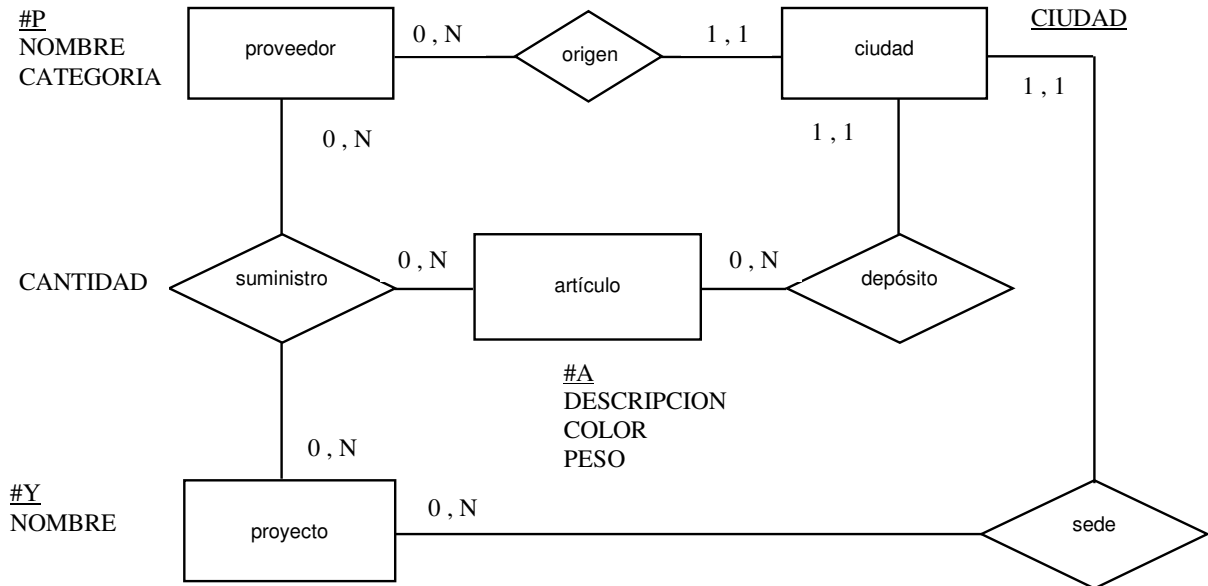 #P
NOMBRE
CATEGORIA
proveedor
0 , N
origen
1 , 1
ciudad
CIUDAD
1 , 1
0 , N
1 , 1
CANTIDAD
suministro
0 , N
artículo
0 , N
depósito
#A
DESCRIPCION
COLOR
PESO
0 , N
#Y
NOMBRE
proyecto
0 , N
sede